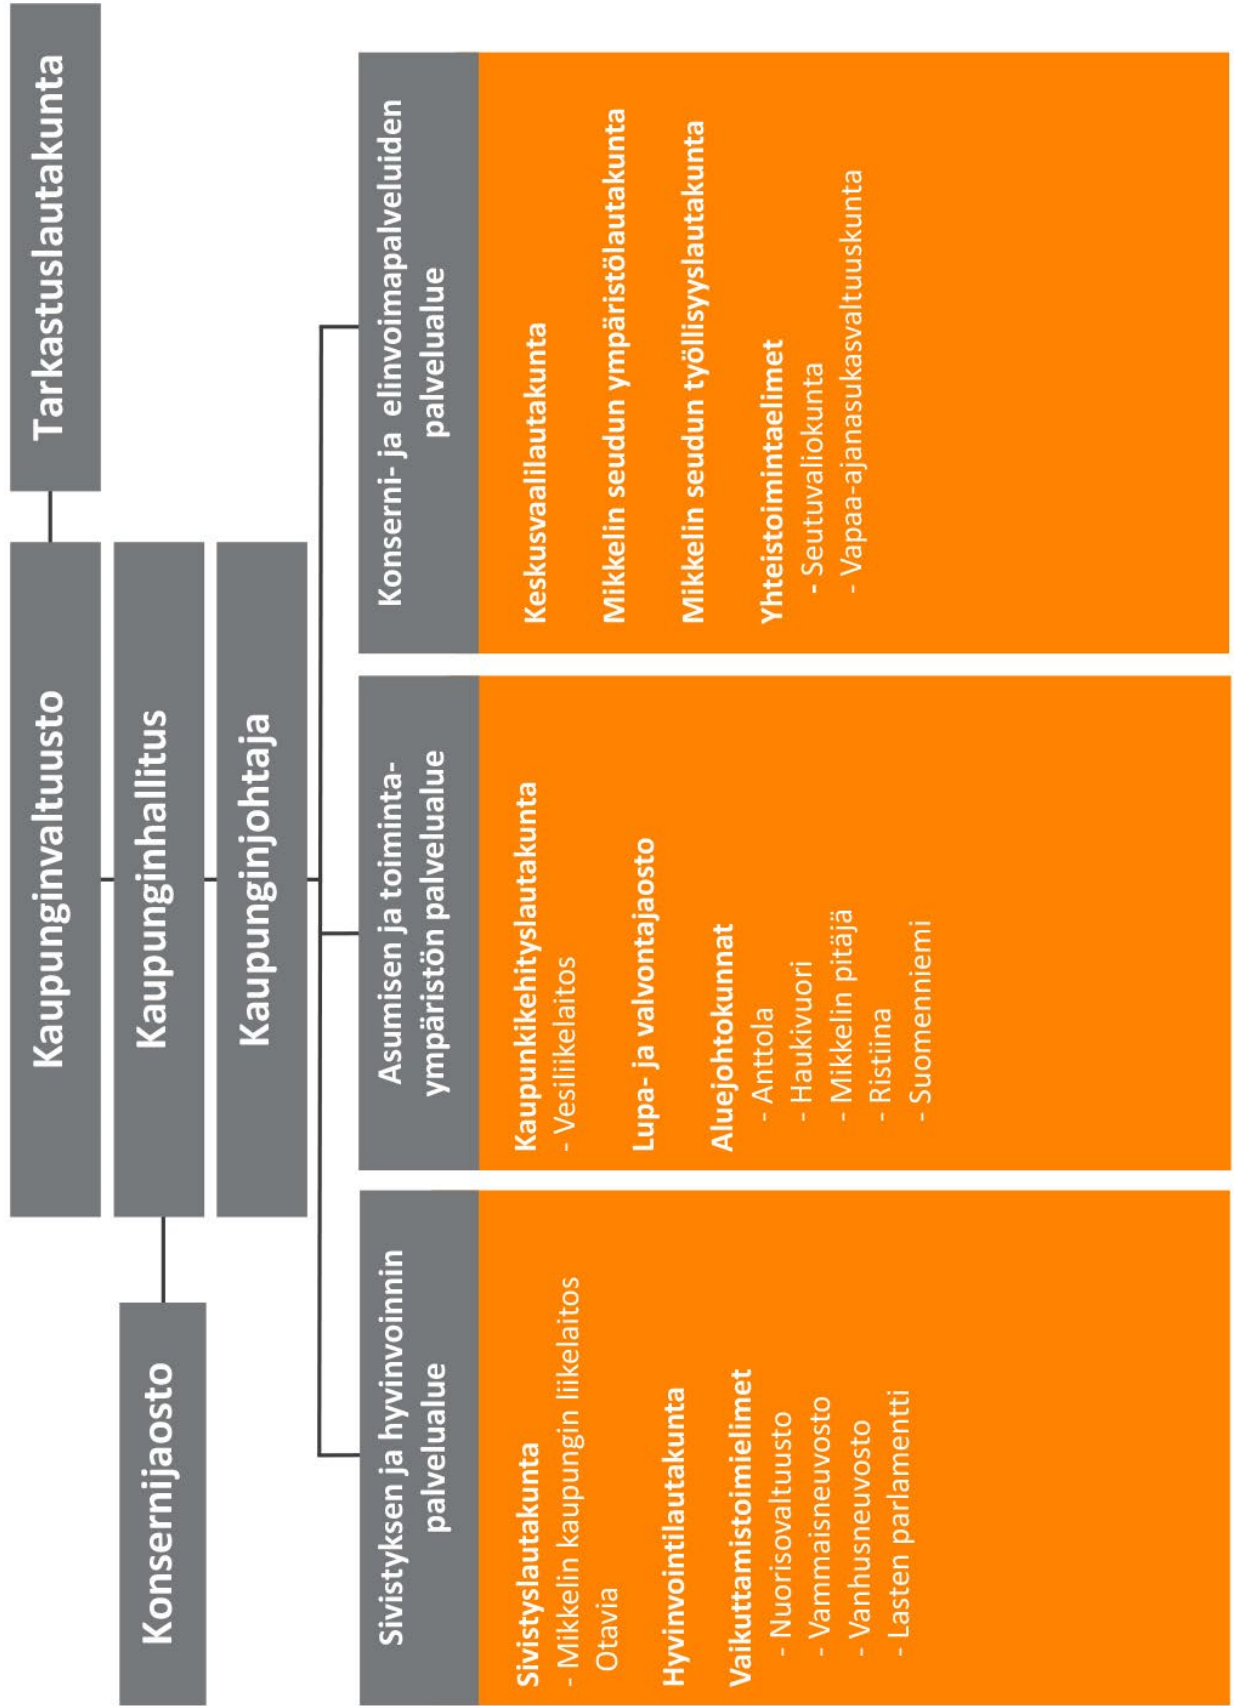 Kaupunginvaltuusto
Tarkastuslautakunta
Konsernijaosto
Kaupunginhallitus
Kaupunginjohtaja
Sivistyksen ja hyvinvoinnin
palvelualue
Sivistyslautakunta
- Mikkelin kaupungin liikelaitos
Otavia
Hyvinvointilautakunta
Vaikuttamistoimielimet
- Nuorisovaltuusto
- Vammaisneuvosto
- Vanhusneuvosto
- Lasten parlamentti
Asumisen ja toiminta-
ympäristön palvelualue
Kaupunkikehityslautakunta
- Vesiliikelaitos
Lupa- ja valvontajaosto
Aluejohtokunnat
- Anttola
- Haukivuori
- Mikkelin pitäjä
- Ristiina
- Suomenniemi
Konserni- ja elinvoimapalveluiden
palvelualue
Keskusvaalilautakunta
Mikkelin seudun ympäristölautakunta
Mikkelin seudun työllisyyslautakunta
Yhteistoimintaelimet
- Seutuvaliokunta
- Vapaa-ajanasukasvaltuuskunta